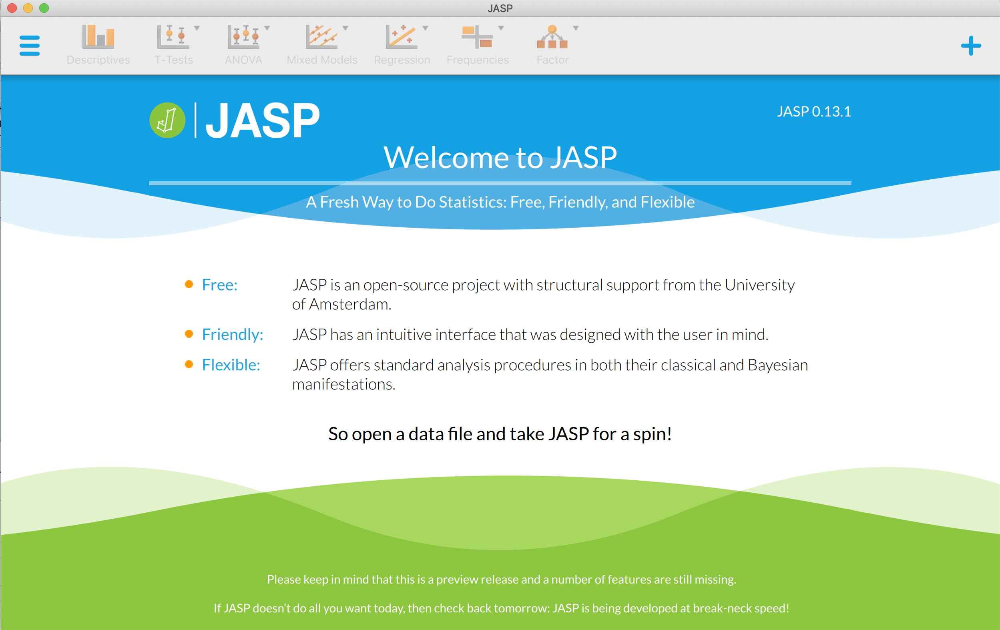 JASP
Descriptives
T-Tests
ANOVA
Mixed Models
Regression
Frequencies
Factor
JASP
JASP 0.13.1
Welcome to JASP
A Fresh Way to Do Statistics: Free, Friendly, and Flexible
Free: JASP is an open-source project with structural support from the University
of Amsterdam.
Friendly: JASP has an intuitive interface that was designed with the user in mind.
Flexible: JASP offers standard analysis procedures in both their classical and Bayesian
manifestations.
So open a data file and take JASP for a spin!
Please keep in mind that this is a preview release and a number of features are still missing.
If JASP doesn't do all you want today, then check back tomorrow: JASP is being developed at break-neck speed!